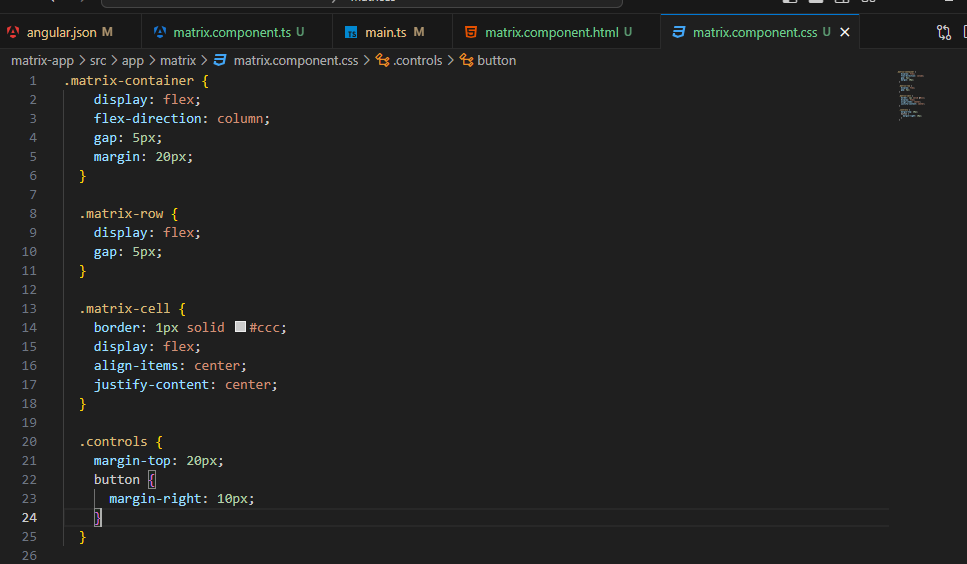 angular.json M matrix.component.ts U TS main.ts M matrix.component.html U matrix.component.css U
matrix-app > src > app > matrix > matrix.component.css > .controls > button
1 .matrix-container {
2 display: flex;
3 flex-direction: column;
4 gap: 5px;
5 margin: 20px;
6 }
7
8 .matrix-row {
9 display: flex;
10 gap: 5px;
11 }
12
13 .matrix-cell {
14 border: 1px solid #ccc;
15 display: flex;
16 align-items: center;
17 justify-content: center;
18 }
19
20 .controls {
21 margin-top: 20px;
22 button {
23 margin-right: 10px;
24 }
25 }
26